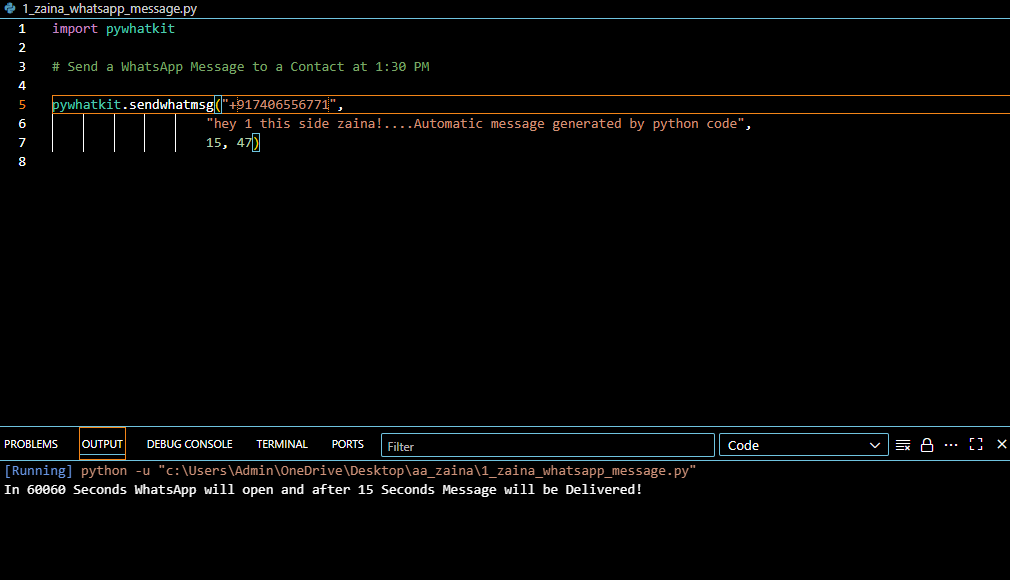 1_zaina_whatsapp_message.py
1 import pywhatkit
2
3 # Send a WhatsApp Message to a Contact at 1:30 PM
4
5 pywhatkit.sendwhatmsg("+917406556771",
6 "hey 1 this side zaina!....Automatic message generated by python code",
7 15, 47)
8
PROBLEMS OUTPUT DEBUG CONSOLE TERMINAL PORTS Filter Code
[Running] python -u "c:\Users\Admin\OneDrive\Desktop\aa_zaina\1_zaina_whatsapp_message.py"
In 60060 Seconds WhatsApp will open and after 15 Seconds Message will be Delivered!